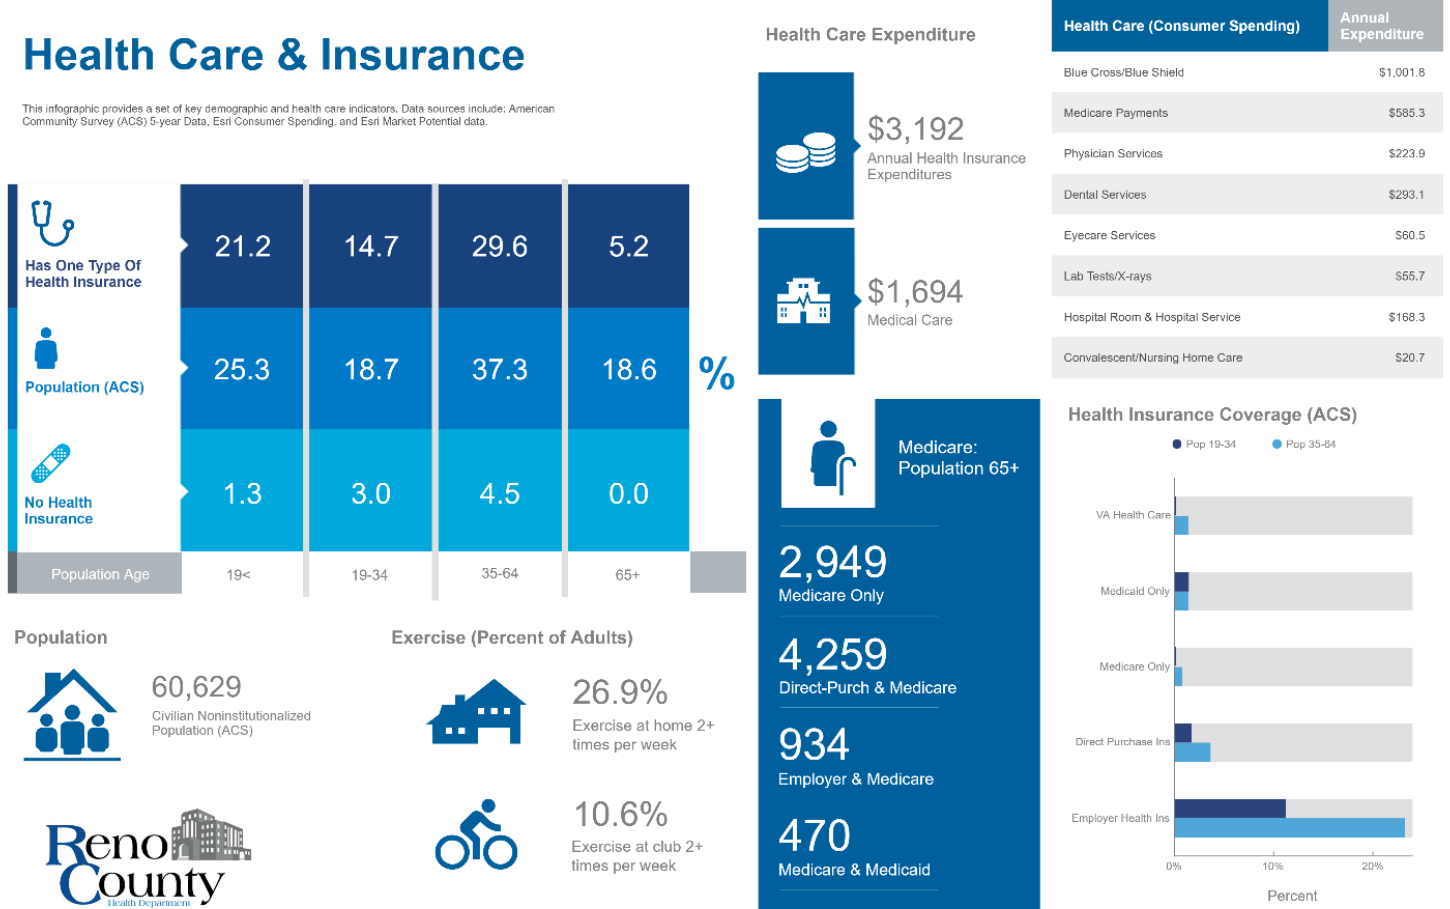 Health Care & Insurance
This infographic provides a set of key demographic and health care indicators. Data sources include: American
Community Survey (ACS) 5-year Data, Esri Consumer Spending, and Esri Market Potential data.
Has One Type Of
Health Insurance
21.2 14.7 29.6 5.2
Population (ACS)
25.3 18.7 37.3 18.6
%
No Health
Insurance
1.3 3.0 4.5 0.0
Population Age 19< 19-34 35-64 65+
Population
60,629
Civilian Noninstitutionalized
Population (ACS)
Reno
County
Health Department
Exercise (Percent of Adults)
26.9%
Exercise at home 2+
times per week
10.6%
Exercise at club 2+
times per week
Health Care Expenditure
$3,192
Annual Health Insurance
Expenditures
$1,694
Medical Care
Medicare:
Population 65+
2,949
Medicare Only
4,259
Direct-Purch & Medicare
934
Employer & Medicare
470
Medicare & Medicaid
Health Care (Consumer Spending) Annual
Expenditure
Blue Cross/Blue Shield $1,001.8
Medicare Payments $585.3
Physician Services $223.9
Dental Services $293.1
Eyecare Services $60.5
Lab Tests/X-rays $55.7
Hospital Room & Hospital Service $168.3
Convalescent/Nursing Home Care $20.7
Health Insurance Coverage (ACS)
Pop 19-34 Pop 35-64
VA Health Care
Medicaid Only
Medicare Only
Direct Purchase Ins
Employer Health Ins
0% 10% 20%
Percent